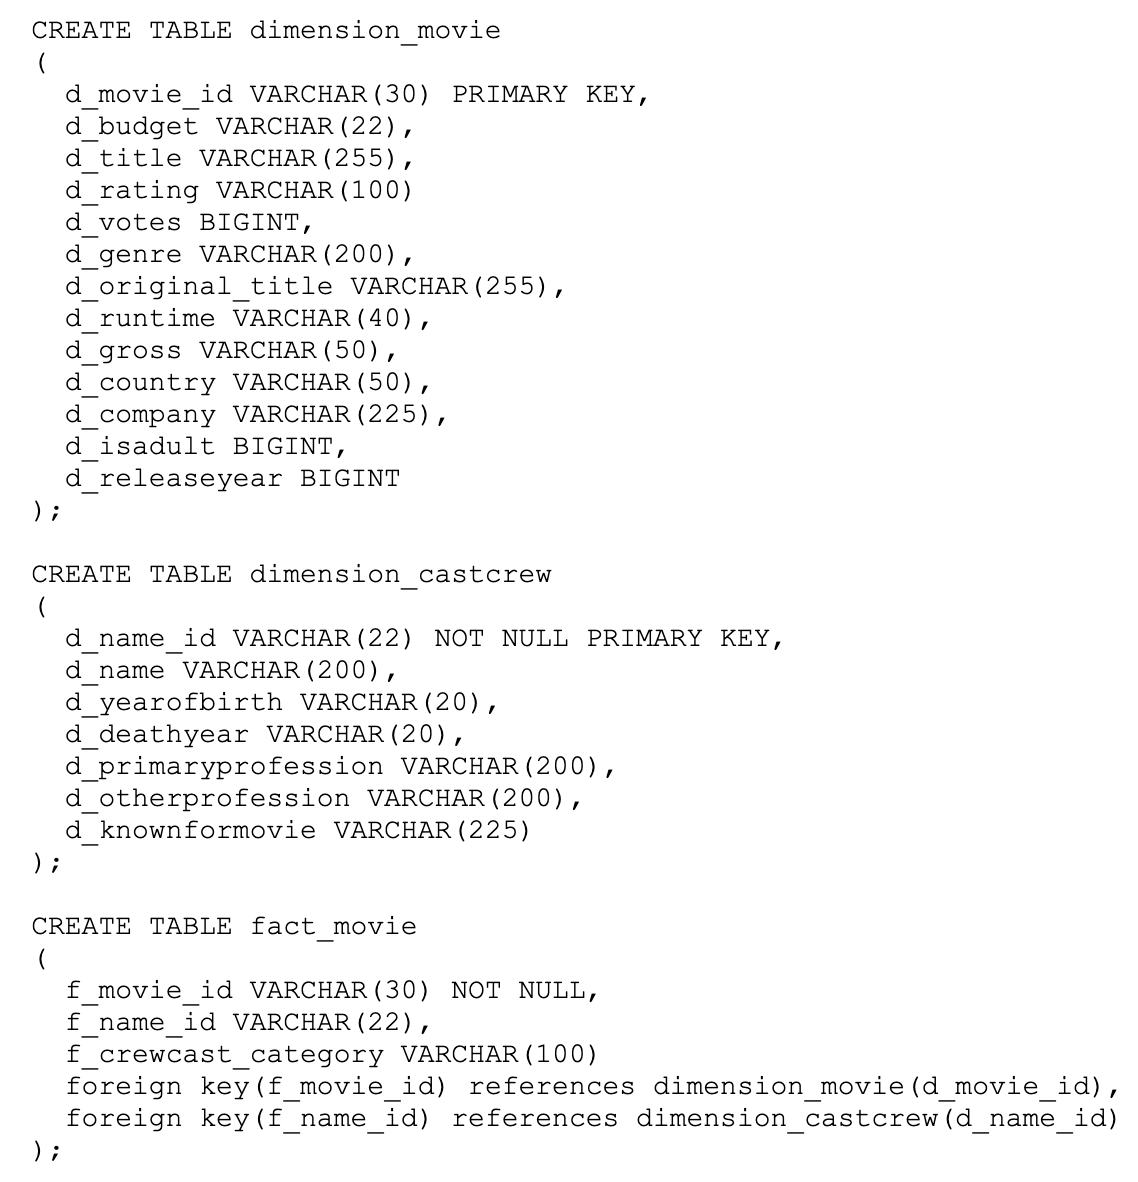 CREATE TABLE dimension_movie
(
  d_movie_id VARCHAR(30) PRIMARY KEY,
  d_budget VARCHAR(22),
  d_title VARCHAR(255),
  d_rating VARCHAR(100)
  d_votes BIGINT,
  d_genre VARCHAR(200),
  d_original_title VARCHAR(255),
  d_runtime VARCHAR(40),
  d_gross VARCHAR(50),
  d_country VARCHAR(50),
  d_company VARCHAR(225),
  d_isadult BIGINT,
  d_releaseyear BIGINT
);

CREATE TABLE dimension_castcrew
(
  d_name_id VARCHAR(22) NOT NULL PRIMARY KEY,
  d_name VARCHAR(200),
  d_yearofbirth VARCHAR(20),
  d_deathyear VARCHAR(20),
  d_primaryprofession VARCHAR(200),
  d_otherprofession VARCHAR(200),
  d_knownformovie VARCHAR(225)
);

CREATE TABLE fact_movie
(
  f_movie_id VARCHAR(30) NOT NULL,
  f_name_id VARCHAR(22),
  f_crewcast_category VARCHAR(100)
  foreign key(f_movie_id) references dimension_movie(d_movie_id),
  foreign key(f_name_id) references dimension_castcrew(d_name_id)
);